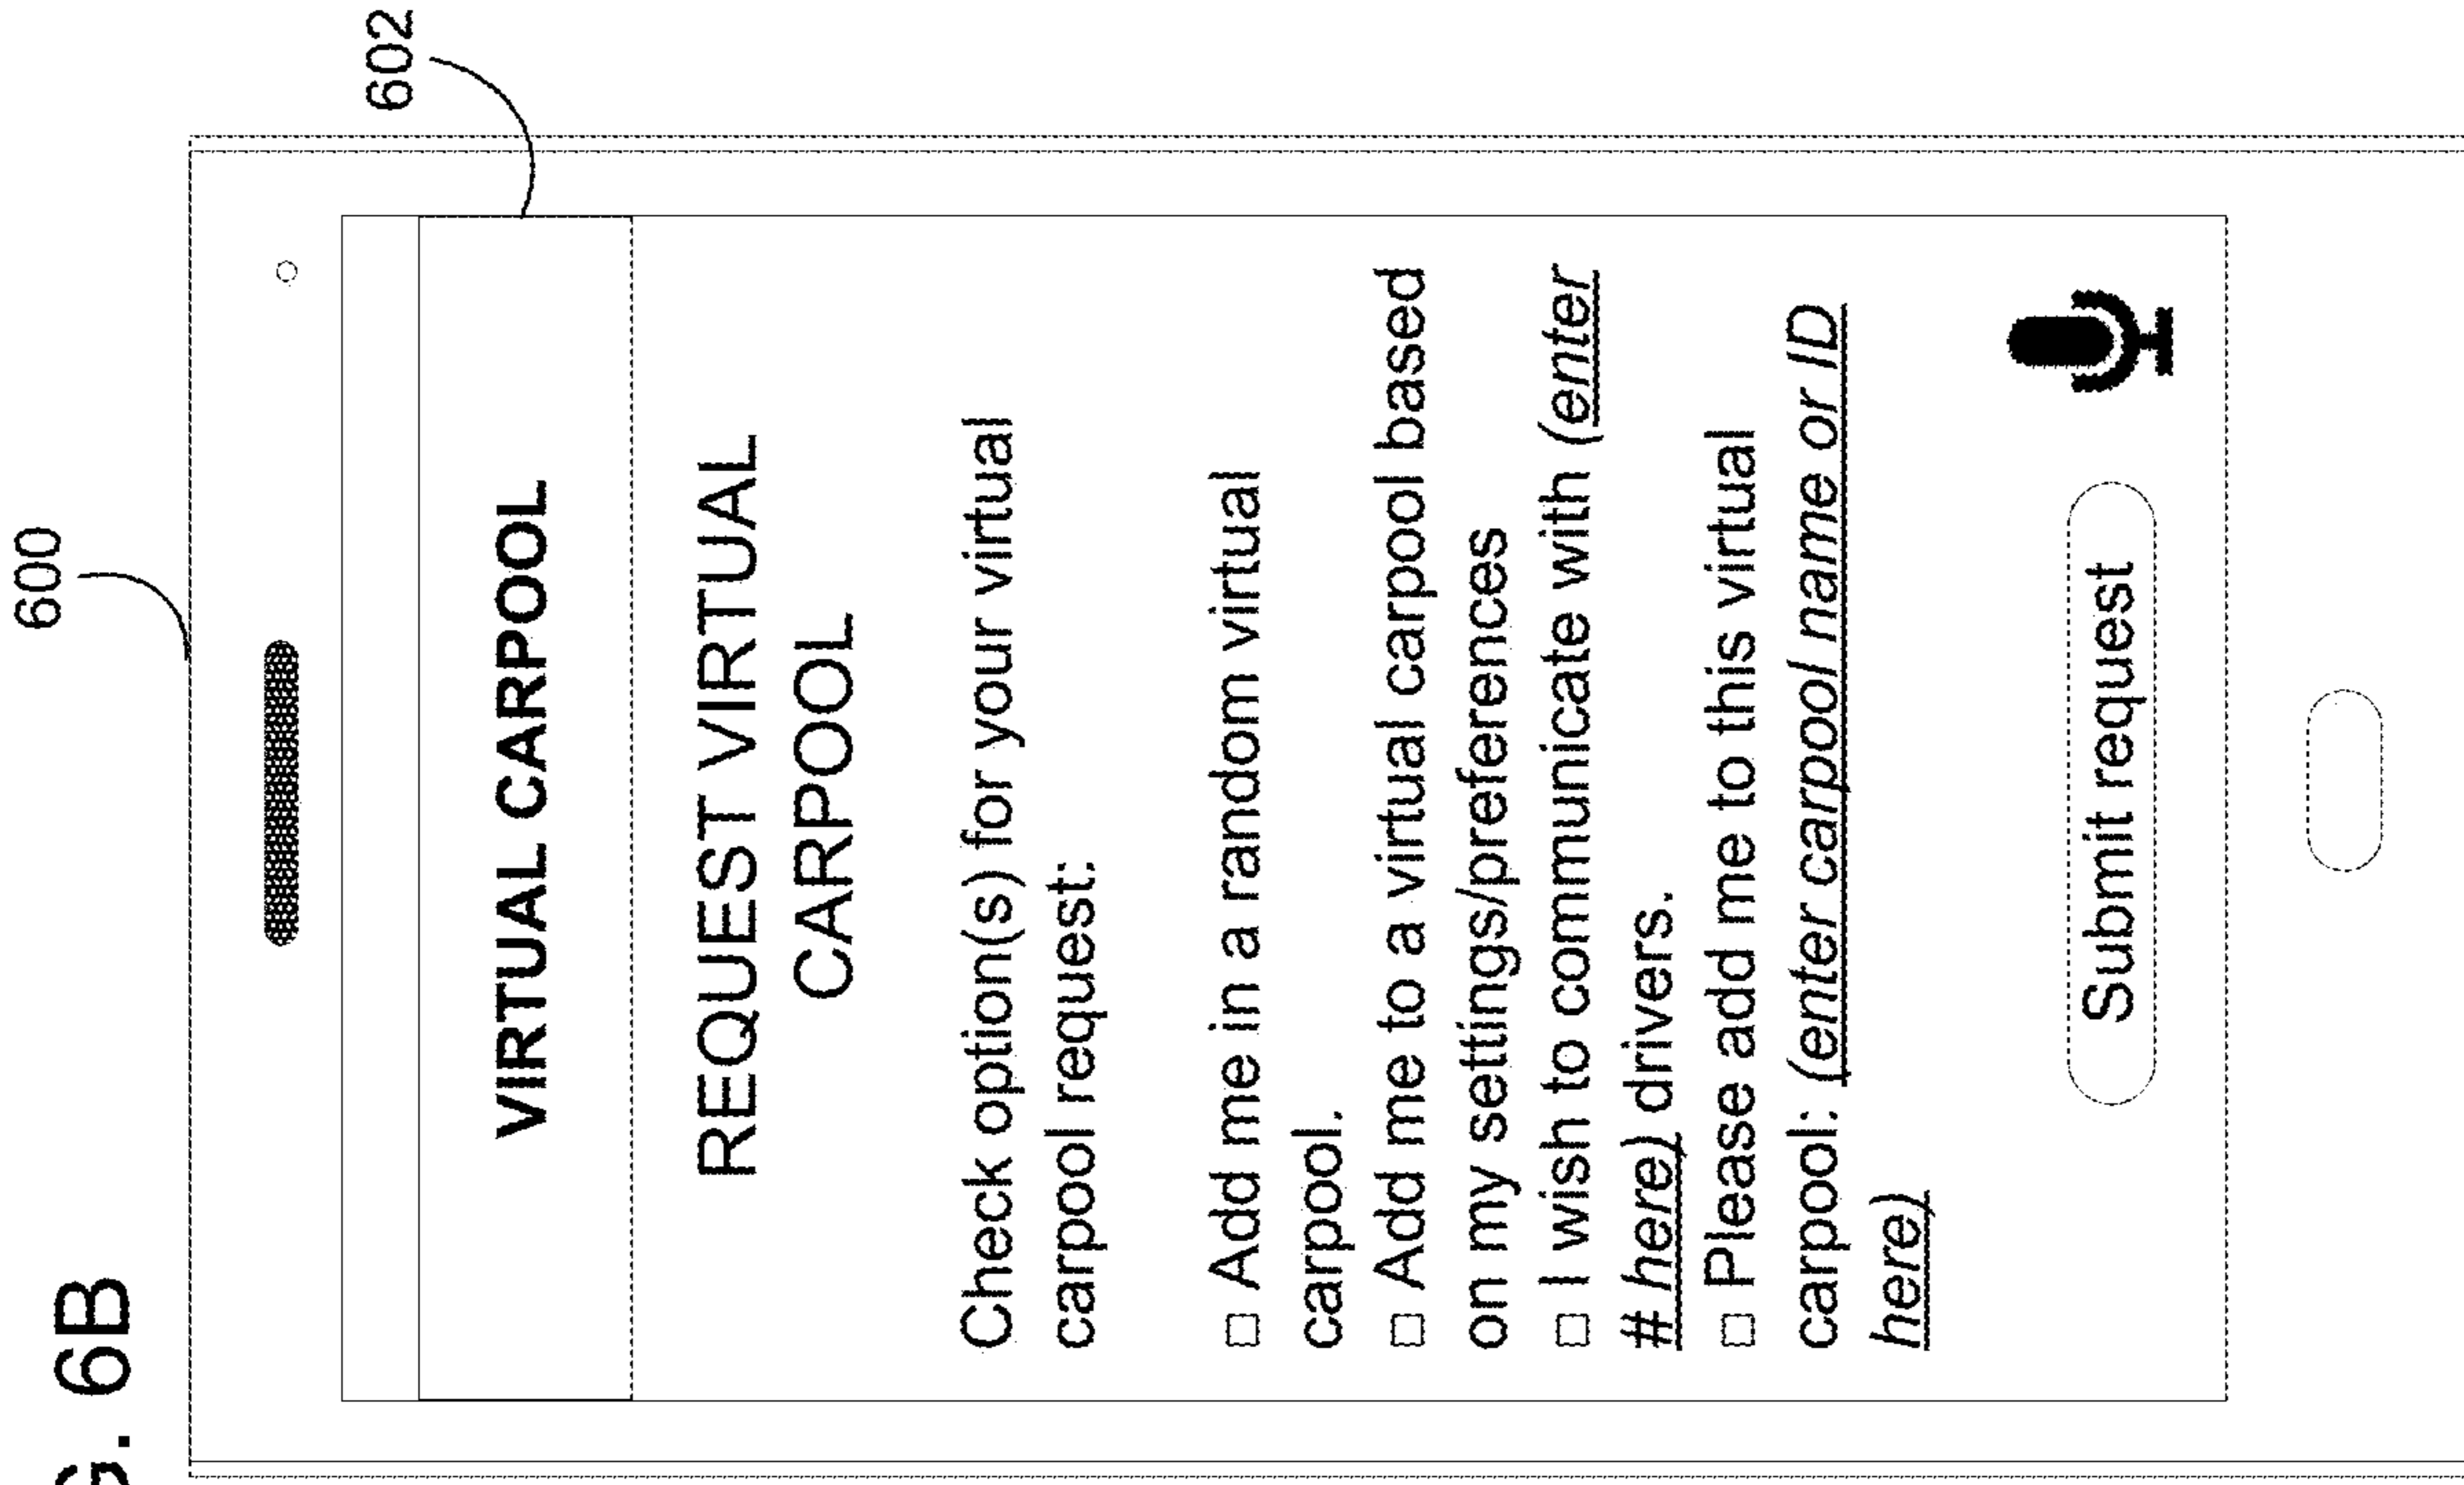 G. 6B
600
602
VIRTUAL CARPOOL
REQUEST VIRTUAL
CARPOOL
Check option(s) for your virtual
carpool request:
□ Add me in a random virtual
carpool.
□ Add me to a virtual carpool based
on my settings/preferences
□ I wish to communicate with (enter
# here) drivers.
□ Please add me to this virtual
carpool: (enter carpool name or ID
here)
Submit request